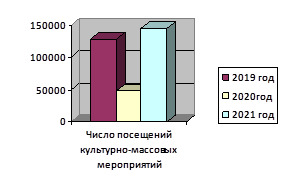 150000
100000
50000
0
Число посещений
культурно-массовых
мероприятий
2019 год
2020год
2021 год